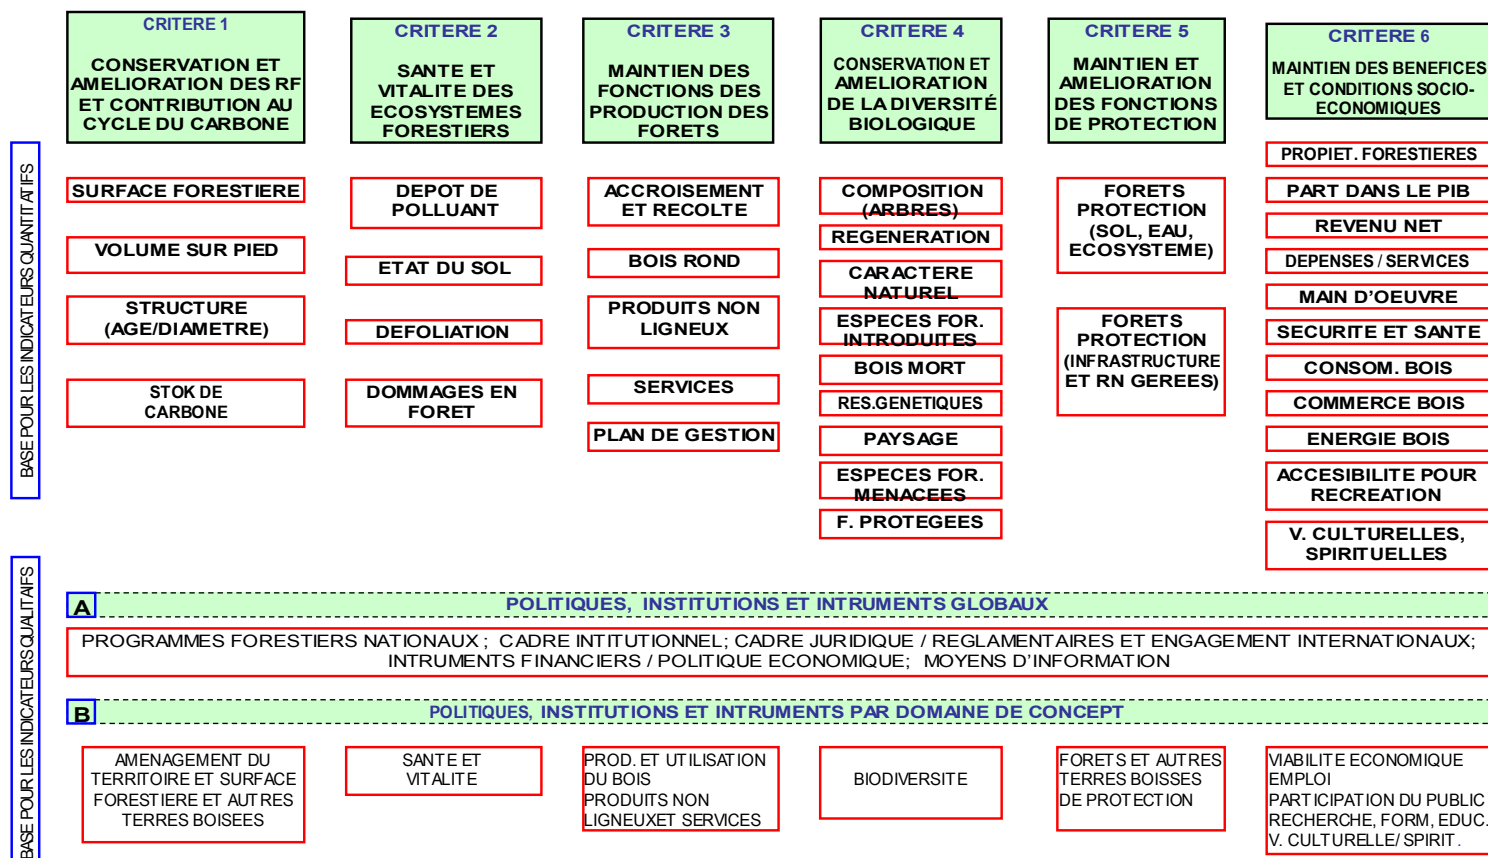 CRITERE 1
CONSERVATION ET
AMELIORATION DES RF
ET CONTRIBUTION AU
CYCLE DU CARBONE
CRITERE 2
SANTE ET
VITALITE DES
ECOSYSTEMES
FORESTIERS
CRITERE 3
MAINTIEN DES
FONCTIONS DES
PRODUCTION DES
FORETS
CRITERE 4
CONSERVATION ET
AMELIORATION
DE LA DIVERSITÉ
BIOLOGIQUE
CRITERE 5
MAINTIEN ET
AMELIORATION
DES FONCTIONS
DE PROTECTION
CRITERE 6
MAINTIEN DES BENEFICES
ET CONDITIONS SOCIO-
ECONOMIQUES
BASE POUR LES INDICATEURS QUANTITATIFS
SURFACE FORESTIERE
VOLUME SUR PIED
STRUCTURE
(AGE/DIAMETRE)
STOK DE
CARBONE
DEPOT DE
POLLUANT
ETAT DU SOL
DEFOLIATION
DOMMAGES EN
FORET
ACCROISEMENT
ET RECOLTE
BOIS ROND
PRODUITS NON
LIGNEUX
SERVICES
PLAN DE GESTION
COMPOSITION
(ARBRES)
REGENERATION
CARACTERE
NATUREL
ESPECES FOR.
INTRODUITES
BOIS MORT
RES.GENETIQUES
PAYSAGE
ESPECES FOR.
MENACEES
F. PROTEGEES
FORETS
PROTECTION
(SOL, EAU,
ECOSYSTEME)
FORETS
PROTECTION
(INFRASTRUCTURE
ET RN GEREES)
PROPIET. FORESTIERES
PART DANS LE PIB
REVENU NET
DEPENSES / SERVICES
MAIN D'OEUVRE
SECURITE ET SANTE
CONSOM. BOIS
COMMERCE BOIS
ENERGIE BOIS
ACCESIBILITE POUR
RECREATION
V. CULTURELLES,
SPIRITUELLES
BASE POUR LES INDICATEURS QUALITAIFS
A
POLITIQUES, INSTITUTIONS ET INTRUMENTS GLOBAUX
PROGRAMMES FORESTIERS NATIONAUX ; CADRE INTITUTIONNEL; CADRE JURIDIQUE / REGLAMENTAIRES ET ENGAGEMENT INTERNATIONAUX;
INTRUMENTS FINANCIERS / POLITIQUE ECONOMIQUE; MOYENS D'INFORMATION
B
POLITIQUES, INSTITUTIONS ET INTRUMENTS PAR DOMAINE DE CONCEPT
AMENAGEMENT DU
TERRITOIRE ET SURFACE
FORESTIERE ET AUTRES
TERRES BOISEES
SANTE ET
VITALITE
PROD. ET UTILISATION
DU BOIS
PRODUITS NON
LIGNEUXET SERVICES
BIODIVERSITE
FORETS ET AUTRES
TERRES BOISSES
DE PROTECTION
VIABILITE ECONOMIQUE
EMPLOI
PARTICIPATION DU PUBLIC
RECHERCHE, FORM, EDUC.
V. CULTURELLE/ SPIRIT.